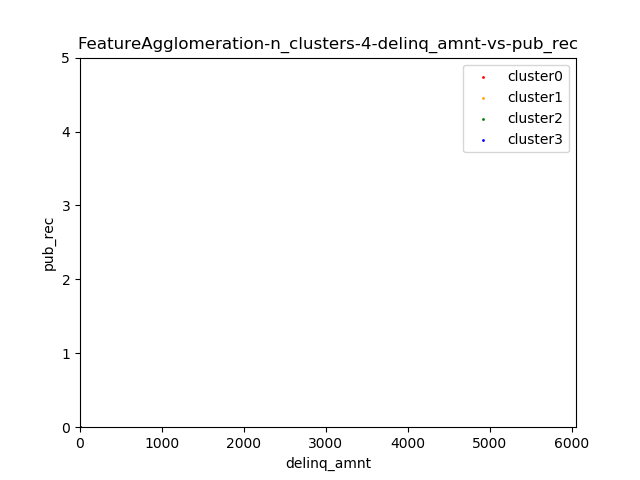 FeatureAgglomeration-n_clusters-4-delinq_amnt-vs-pub_rec
cluster0
cluster1
cluster2
cluster3
5
4
3
2
1
0
pub_rec
0 1000 2000 3000 4000 5000 6000
delinq_amnt